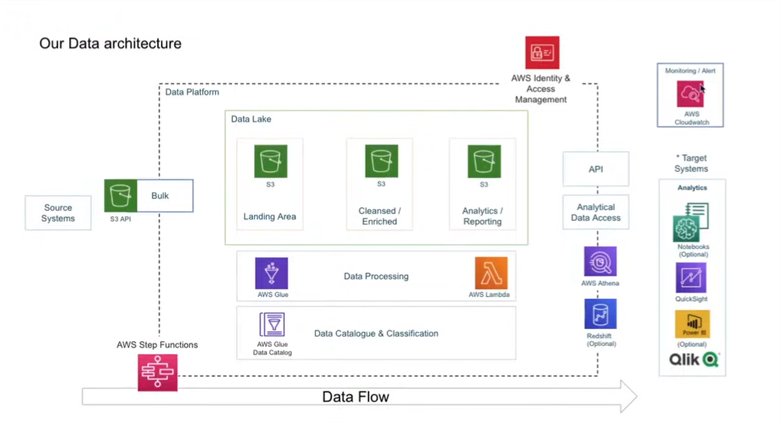 Our Data architecture
AWS Identity &
Access
Management
Monitoring / Alert
AWS
Cloudwatch
Data Platform
Data Lake
S3
Landing Area
S3
Cleansed /
Enriched
S3
Analytics /
Reporting
Source
Systems
S3 API
Bulk
API
Analytical
Data Access
* Target
Systems
Analytics
Notebooks
(Optional)
QuickSight
Power BI
(Optional)
Qlik
AWS Glue
Data Processing
AWS Lambda
AWS Athena
AWS Glue
Data Catalog
Data Catalogue & Classification
Redshift
(Optional)
AWS Step Functions
Data Flow